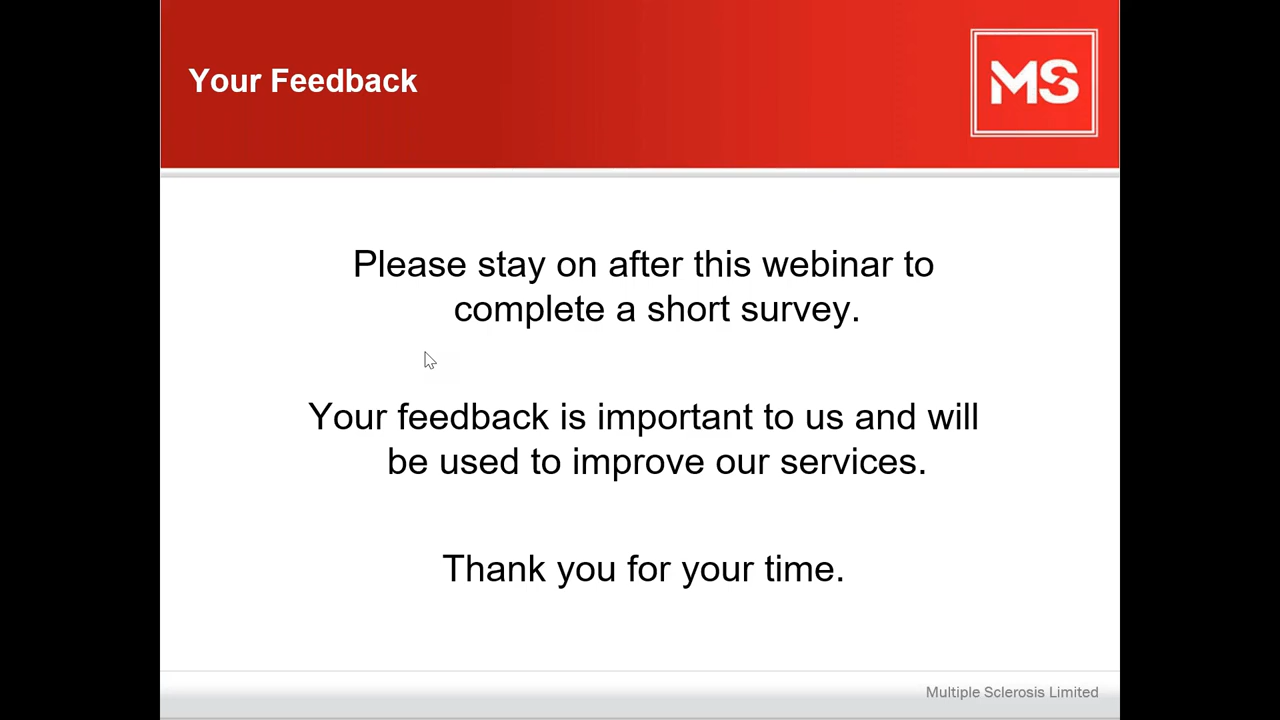 Your Feedback
MS
Please stay on after this webinar to
complete a short survey.
Your feedback is important to us and will
be used to improve our services.
Thank you for your time.
Multiple Sclerosis Limited